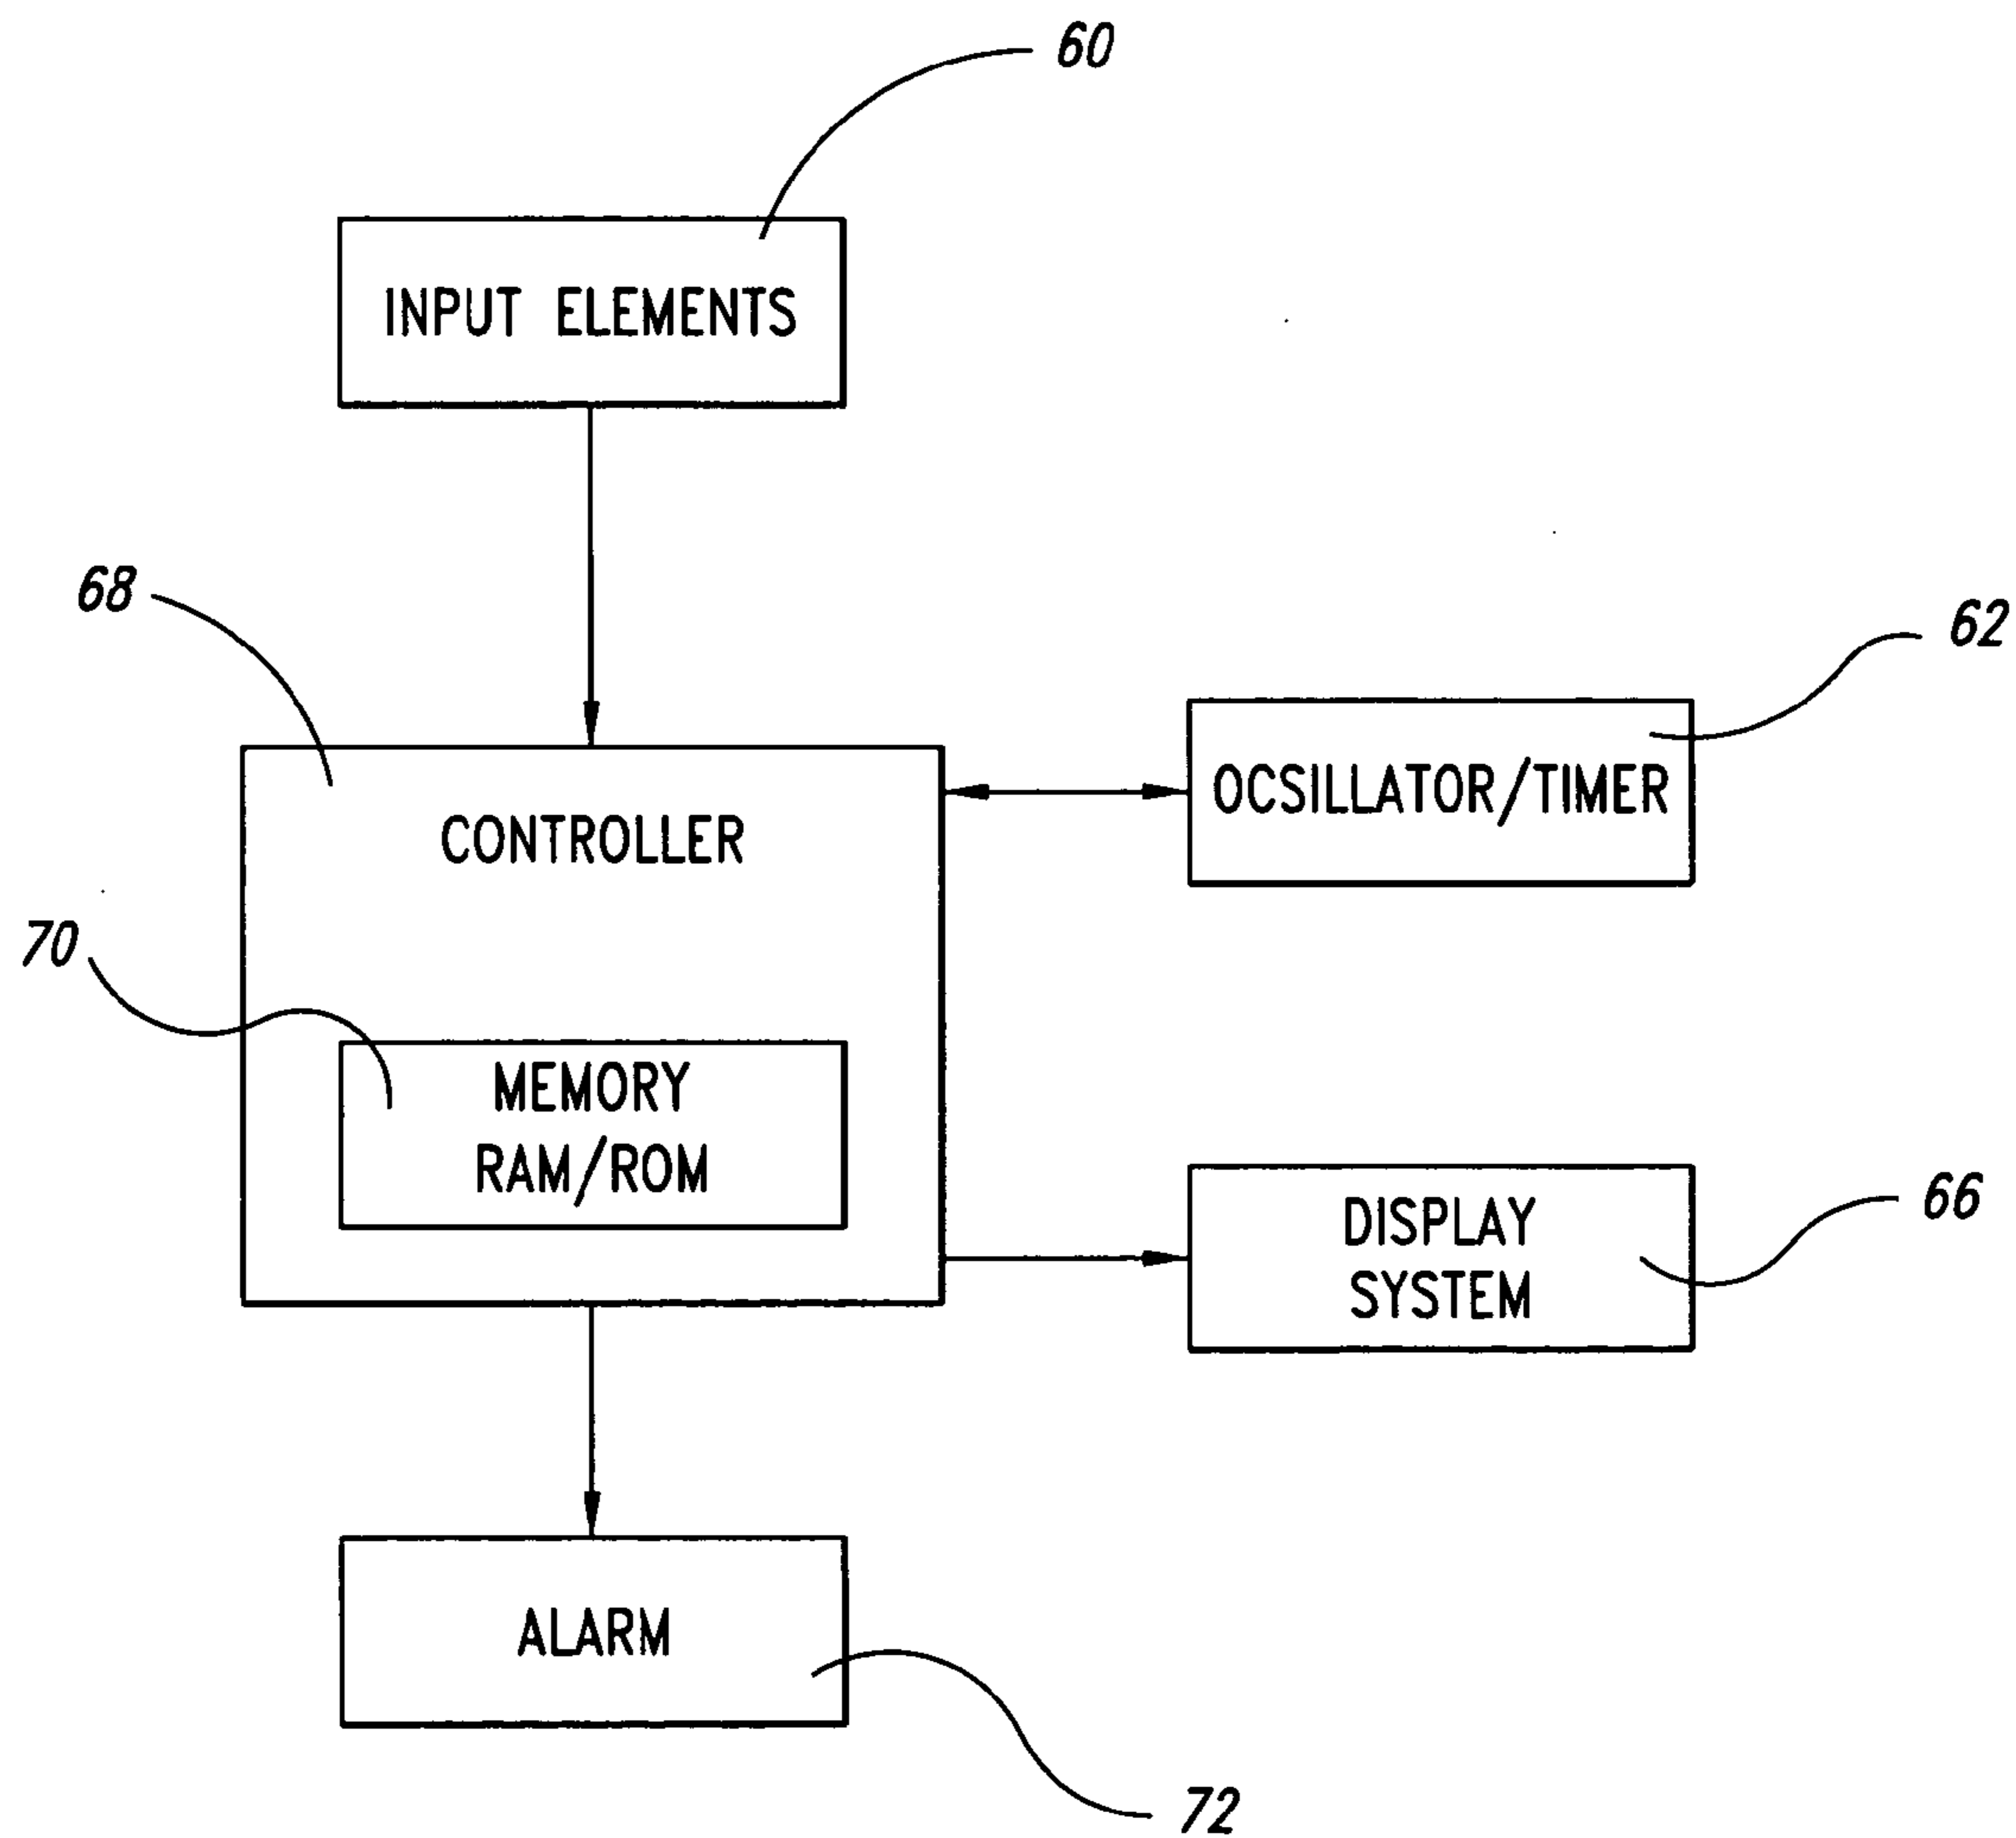 60
INPUT ELEMENTS
68
62
OCSILLATOR/TIMER
CONTROLLER
70
MEMORY
RAM/ROM
66
DISPLAY
SYSTEM
ALARM
72